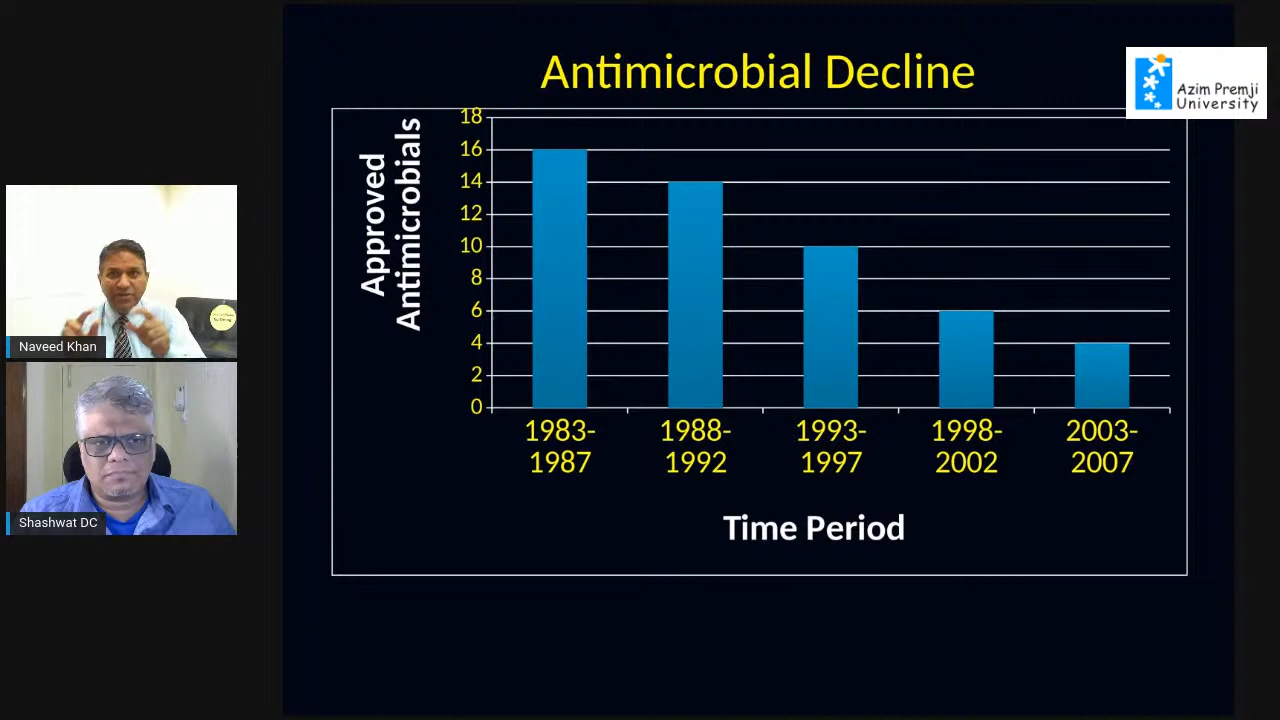 Antimicrobial Decline
Azim Premji
University
Approved
Antimicrobials
18
16
14
12
10
8
6
4
2
0
1983-
1987
1988-
1992
1993-
1997
1998-
2002
2003-
2007
Time Period
Naveed Khan
Shashwat DC